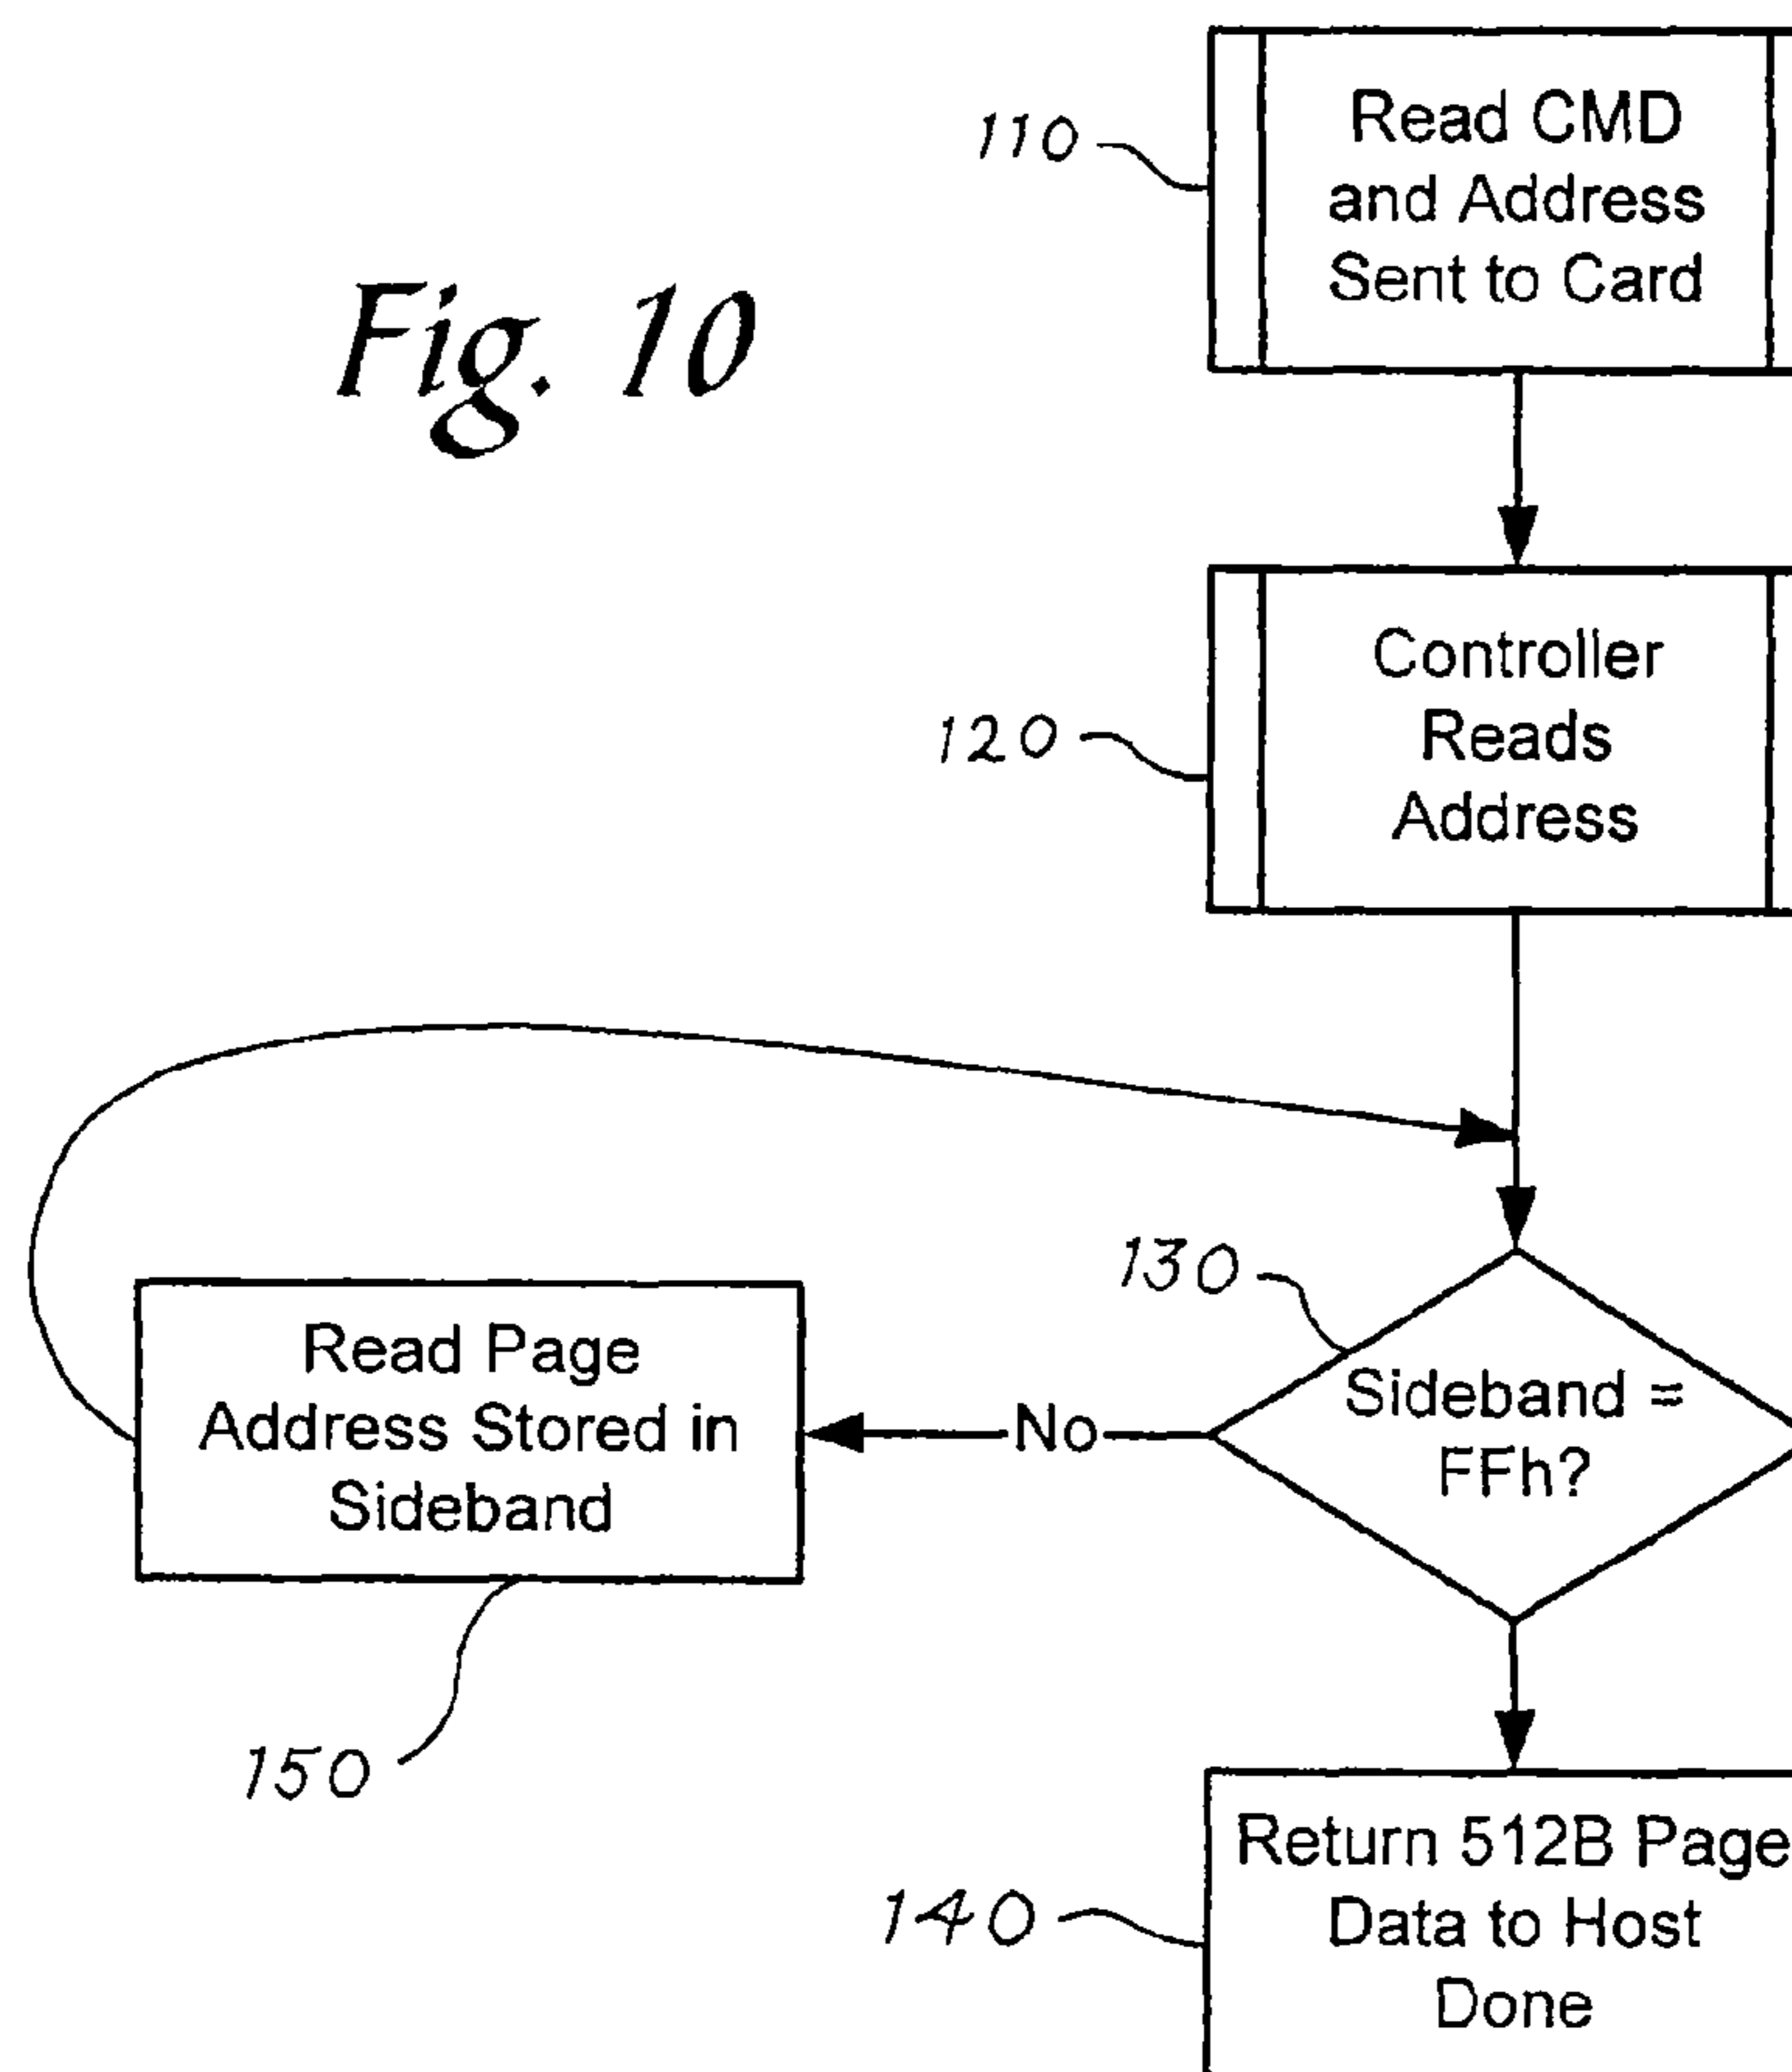 110
Read CMD
and Address
Sent to Card
Fig. 10
120
Controller
Reads
Address
130
Sideband =
FFh?
No
Read Page
Address Stored in
Sideband
150
140
Return 512B Page
Data to Host
Done